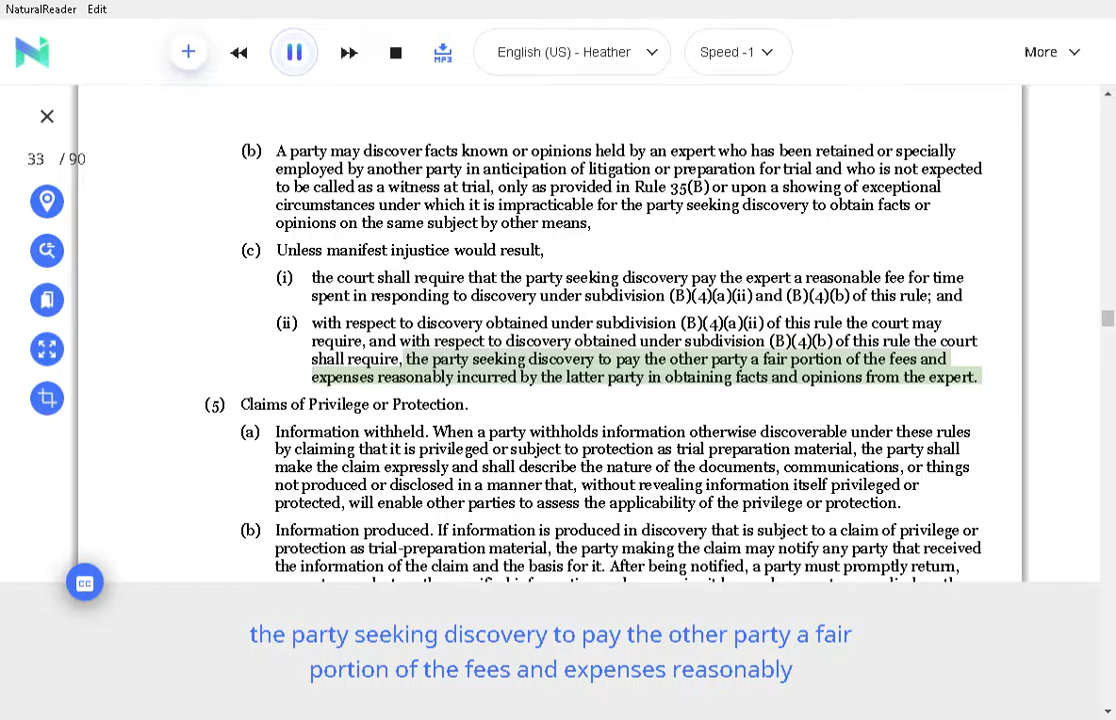 NaturalReader Edit
MP3
English (US) - Heather
Speed -1
More
33 / 90
(b) A party may discover facts known or opinions held by an expert who has been retained or specially
employed by another party in anticipation of litigation or preparation for trial and who is not expected
to be called as a witness at trial, only as provided in Rule 35(B) or upon a showing of exceptional
circumstances under which it is impracticable for the party seeking discovery to obtain facts or
opinions on the same subject by other means,
(c) Unless manifest injustice would result,
(i) the court shall require that the party seeking discovery pay the expert a reasonable fee for time
spent in responding to discovery under subdivision (B)(4)(a)(ii) and (B)(4)(b) of this rule; and
(ii) with respect to discovery obtained under subdivision (B)(4)(a)(ii) of this rule the court may
require, and with respect to discovery obtained under subdivision (B)(4)(b) of this rule the court
shall require, the party seeking discovery to pay the other party a fair portion of the fees and
expenses reasonably incurred by the latter party in obtaining facts and opinions from the expert.
(5) Claims of Privilege or Protection.
(a) Information withheld. When a party withholds information otherwise discoverable under these rules
by claiming that it is privileged or subject to protection as trial preparation material, the party shall
make the claim expressly and shall describe the nature of the documents, communications, or things
not produced or disclosed in a manner that, without revealing information itself privileged or
protected, will enable other parties to assess the applicability of the privilege or protection.
(b) Information produced. If information is produced in discovery that is subject to a claim of privilege or
protection as trial-preparation material, the party making the claim may notify any party that received
the information of the claim and the basis for it. After being notified, a party must promptly return,
CC
the party seeking discovery to pay the other party a fair
portion of the fees and expenses reasonably